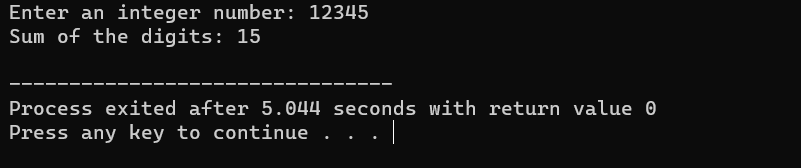 Enter an integer number: 12345
Sum of the digits: 15
--------------------------------
Process exited after 5.044 seconds with return value 0
Press any key to continue . . .